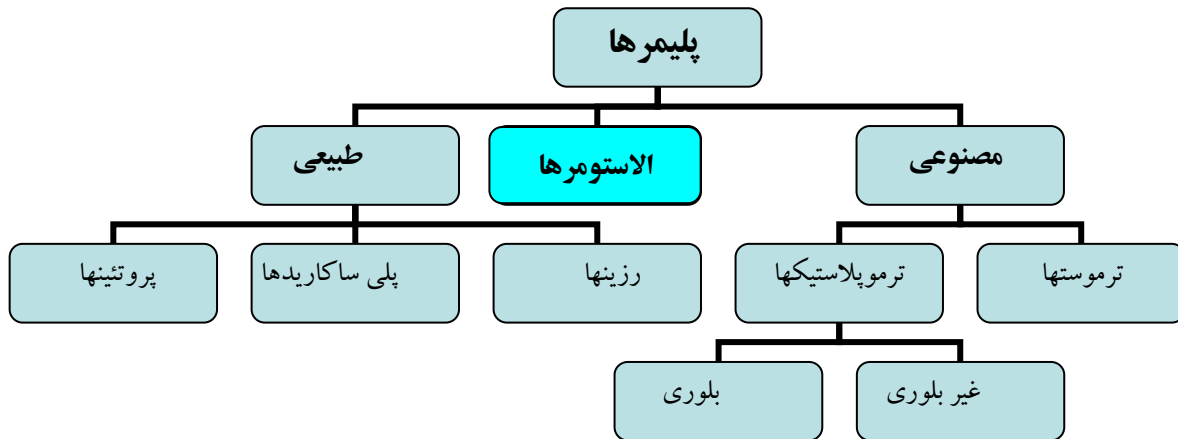 پلیمرها
مصنوعی
الاستومرها
طبیعی
ترموستها
ترموپلاستیکها
رزینها
پلی ساکاریدها
پروتئینها
غیر بلوری
بلوری